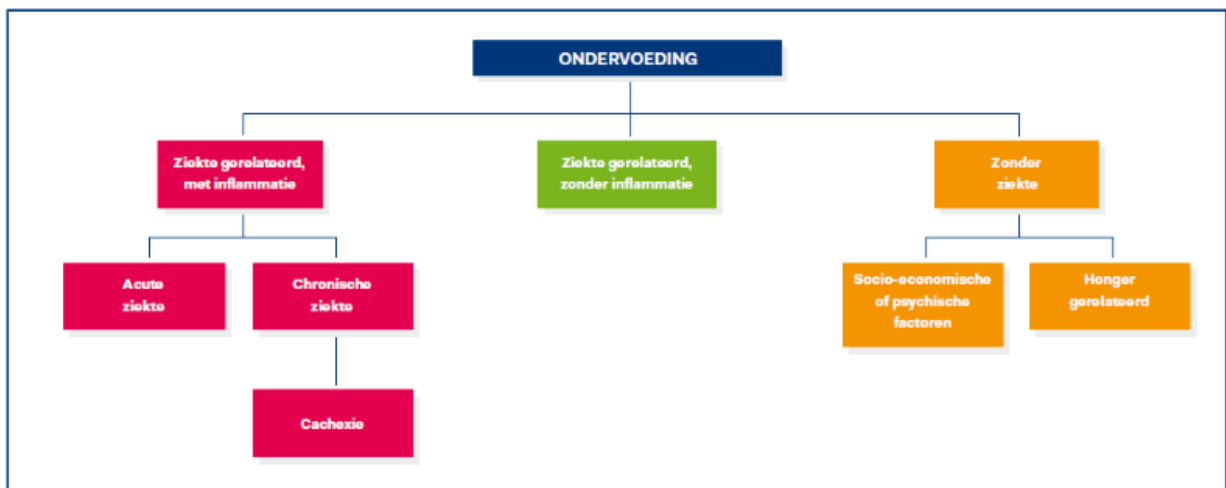 ONDERVOEDING
Ziekte gerelateerd,
met inflammatie
Ziekte gerelateerd,
zonder inflammatie
Zonder
ziekte
Acute
ziekte
Chronische
ziekte
Socio-economische
of psychische
factoren
Honger
gerelateerd
Cachexie